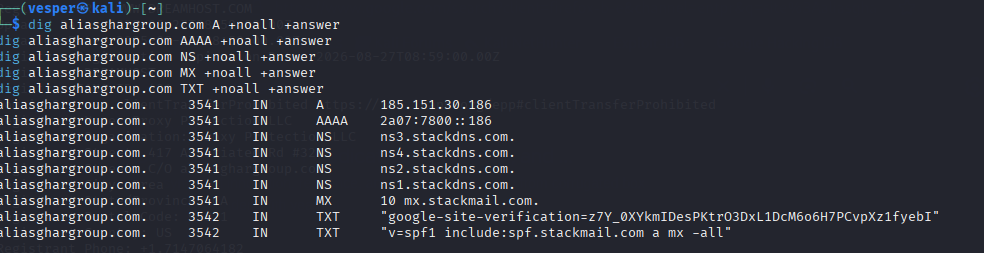 (vesper㉿kali)-[~]
$ dig aliasghargroup.com A +noall +answer
dig aliasghargroup.com AAAA +noall +answer
dig aliasghargroup.com NS +noall +answer
dig aliasghargroup.com MX +noall +answer
dig aliasghargroup.com TXT +noall +answer
aliasghargroup.com. 3541 IN A 185.151.30.186
aliasghargroup.com. 3541 IN AAAA 2a07:7800::186
aliasghargroup.com. 3541 IN NS ns3.stackdns.com.
aliasghargroup.com. 3541 IN NS ns4.stackdns.com.
aliasghargroup.com. 3541 IN NS ns2.stackdns.com.
aliasghargroup.com. 3541 IN NS ns1.stackdns.com.
aliasghargroup.com. 3541 IN MX 10 mx.stackmail.com.
aliasghargroup.com. 3542 IN TXT "google-site-verification=z7Y_0XYkmIDesPKtrO3DxL1DcM6o6H7PCvpXz1fyebI"
aliasghargroup.com. 3542 IN TXT "v=spf1 include:spf.stackmail.com a mx -all"